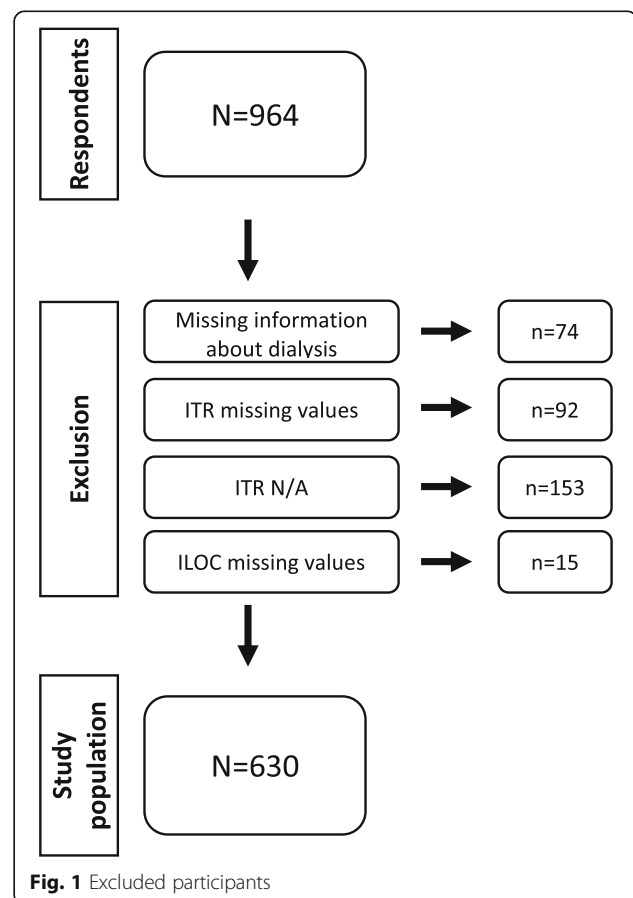 Respondents
N=964
Exclusion
Missing information
about dialysis
n=74
ITR missing values
n=92
ITR N/A
n=153
ILOC missing values
n=15
Study
population
N=630
Fig. 1 Excluded participants